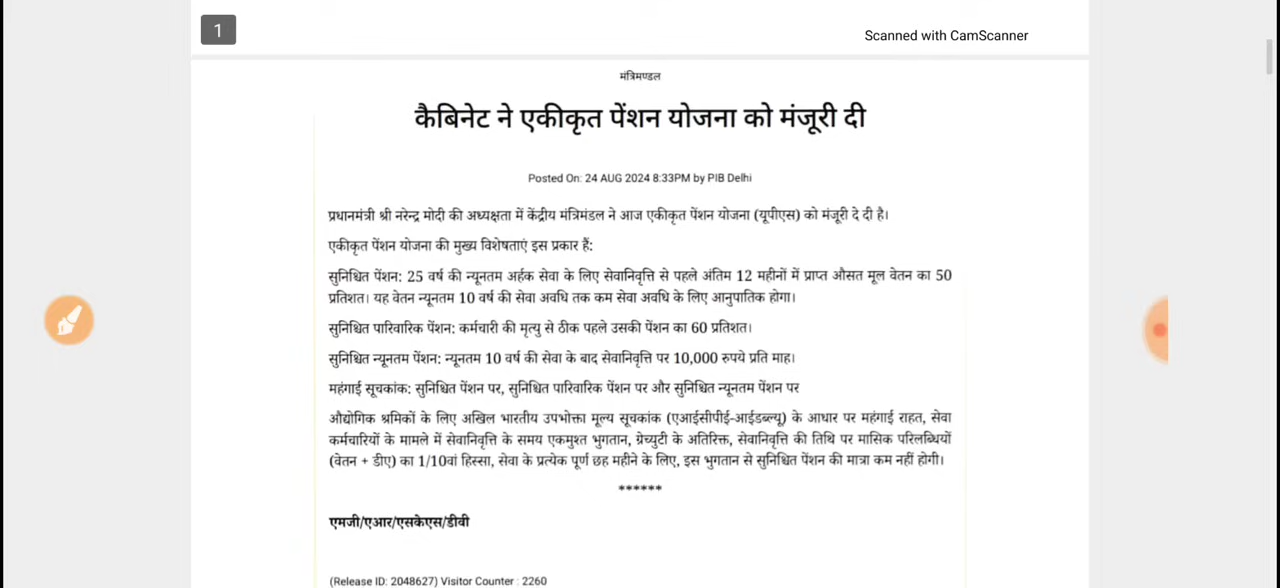 1
Scanned with CamScanner
मंत्रिमण्डल
कैबिनेट ने एकीकृत पेंशन योजना को मंजूरी दी
Posted On: 24 AUG 2024 8:33PM by PIB Delhi
प्रधानमंत्री श्री नरेन्द्र मोदी की अध्यक्षता में केंद्रीय मंत्रिमंडल ने आज एकीकृत पेंशन योजना (यूपीएस) को मंजूरी दे दी है।
एकीकृत पेंशन योजना की मुख्य विशेषताएं इस प्रकार हैं:
सुनिश्चित पेंशन: 25 वर्ष की न्यूनतम अर्हक सेवा के लिए सेवानिवृत्ति से पहले अंतिम 12 महीनों में प्राप्त औसत मूल वेतन का 50
प्रतिशत। यह वेतन न्यूनतम 10 वर्ष की सेवा अवधि तक कम सेवा अवधि के लिए आनुपातिक होगा।
सुनिश्चित पारिवारिक पेंशन: कर्मचारी की मृत्यु से ठीक पहले उसकी पेंशन का 60 प्रतिशत।
सुनिश्चित न्यूनतम पेंशन: न्यूनतम 10 वर्ष की सेवा के बाद सेवानिवृत्ति पर 10,000 रुपये प्रति माह।
महंगाई सूचकांक: सुनिश्चित पेंशन पर, सुनिश्चित पारिवारिक पेंशन पर और सुनिश्चित न्यूनतम पेंशन पर
औद्योगिक श्रमिकों के लिए अखिल भारतीय उपभोक्ता मूल्य सूचकांक (एआईसीपीई-आईडब्ल्यू) के आधार पर महंगाई राहत, सेवा
कर्मचारियों के मामले में सेवानिवृत्ति के समय एकमुश्त भुगतान, ग्रेच्युटी के अतिरिक्त, सेवानिवृत्ति की तिथि पर मासिक परिलब्धियों
(वेतन + डीए) का 1/10वां हिस्सा, सेवा के प्रत्येक पूर्ण छह महीने के लिए, इस भुगतान से सुनिश्चित पेंशन की मात्रा कम नहीं होगी।
******
एमजी/एआर/एसकेएस/डीवी
(Release ID: 2048627) Visitor Counter : 2260